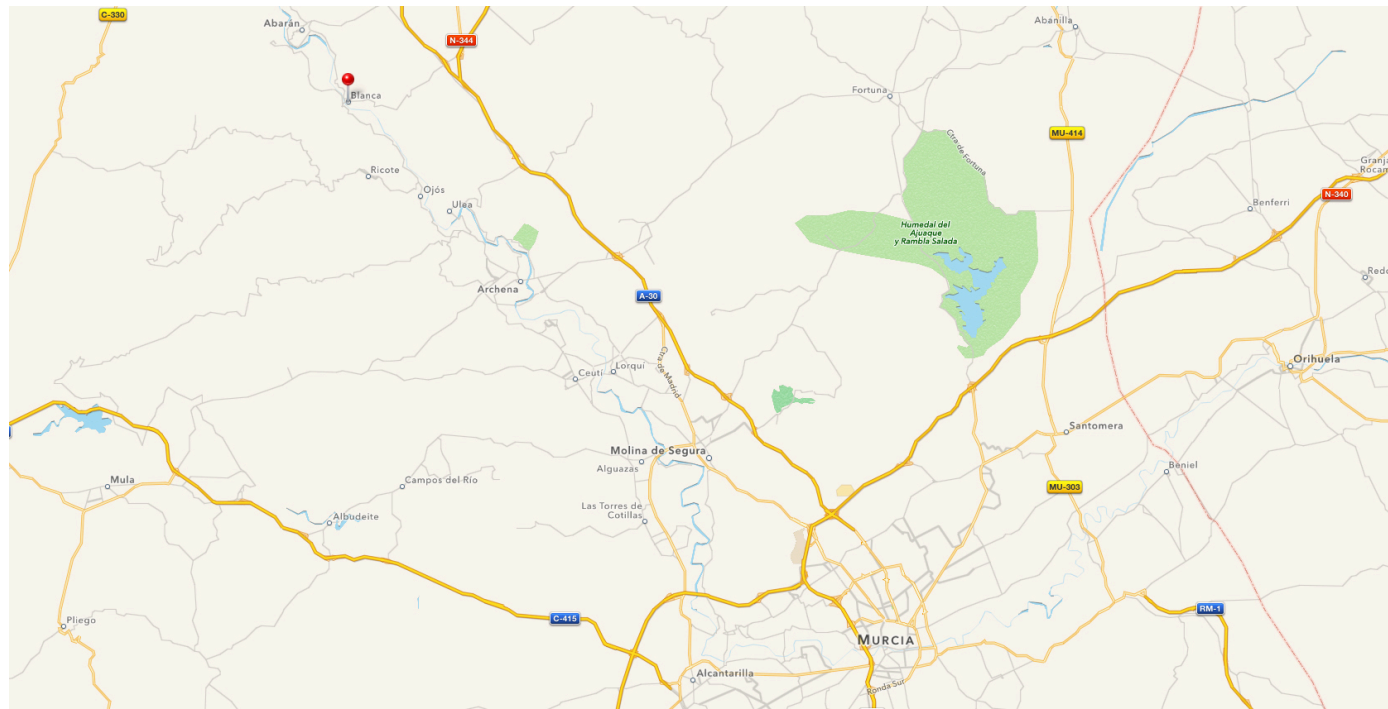 C-330
Abarán
N-344
Abanilla
Blanca
Fortuna
Ctra de Fortuna
MU-414
Granja
Rocam
Ricote
Ojós
Ulea
N-340
Benferri
Humedal del
Ajuaque
y Rambla Salada
Archena
A-30
Rede
Ctra de Madrid
Ceutí
Lorquí
Orihuela
Santomera
Molina de Segura
Alguazas
Beniel
Mula
Campos del Río
MU-303
Las Torres de
Cotillas
Albudeite
Pliego
C-415
RM-1
MURCIA
Alcantarilla
Ronda Sur